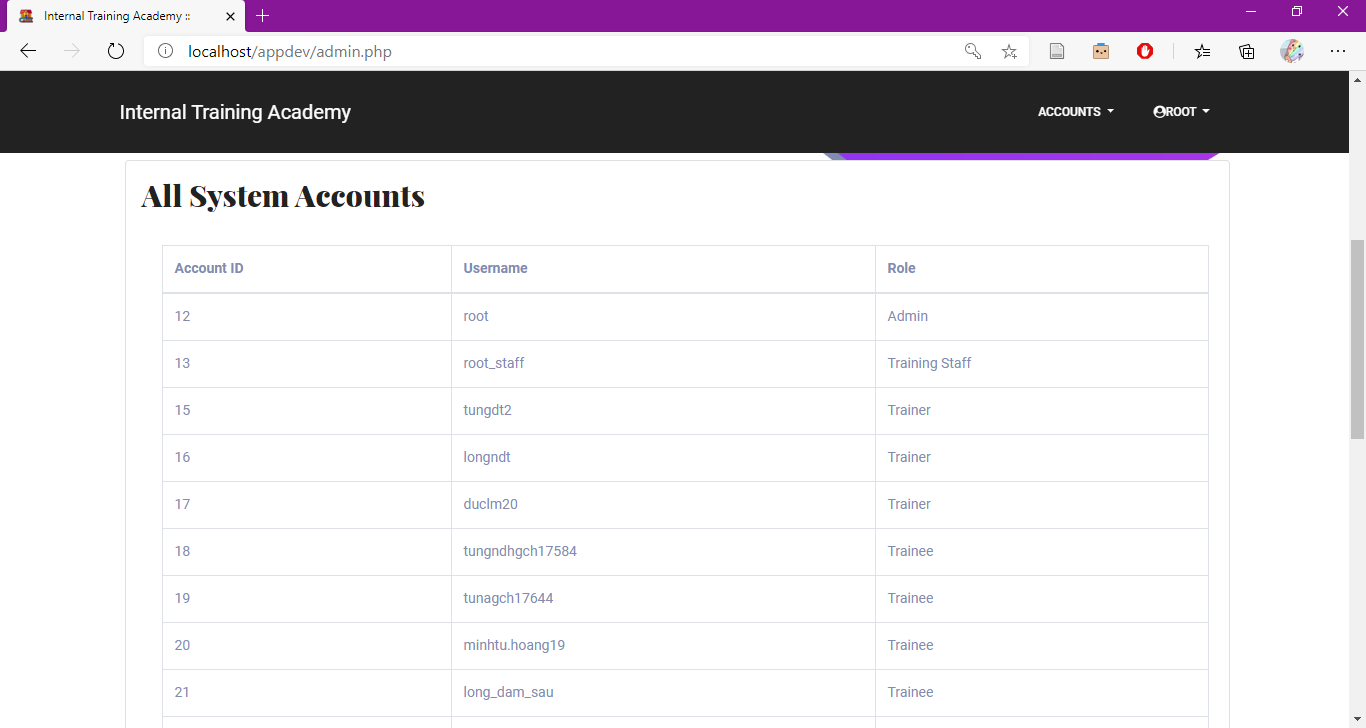 Internal Training Academy ::
localhost/appdev/admin.php
Internal Training Academy
ACCOUNTS
ROOT
All System Accounts
Account ID Username Role
12 root Admin
13 root_staff Training Staff
15 tungdt2 Trainer
16 longndt Trainer
17 duclm20 Trainer
18 tungndhgch17584 Trainee
19 tunagch17644 Trainee
20 minhtu.hoang19 Trainee
21 long_dam_sau Trainee